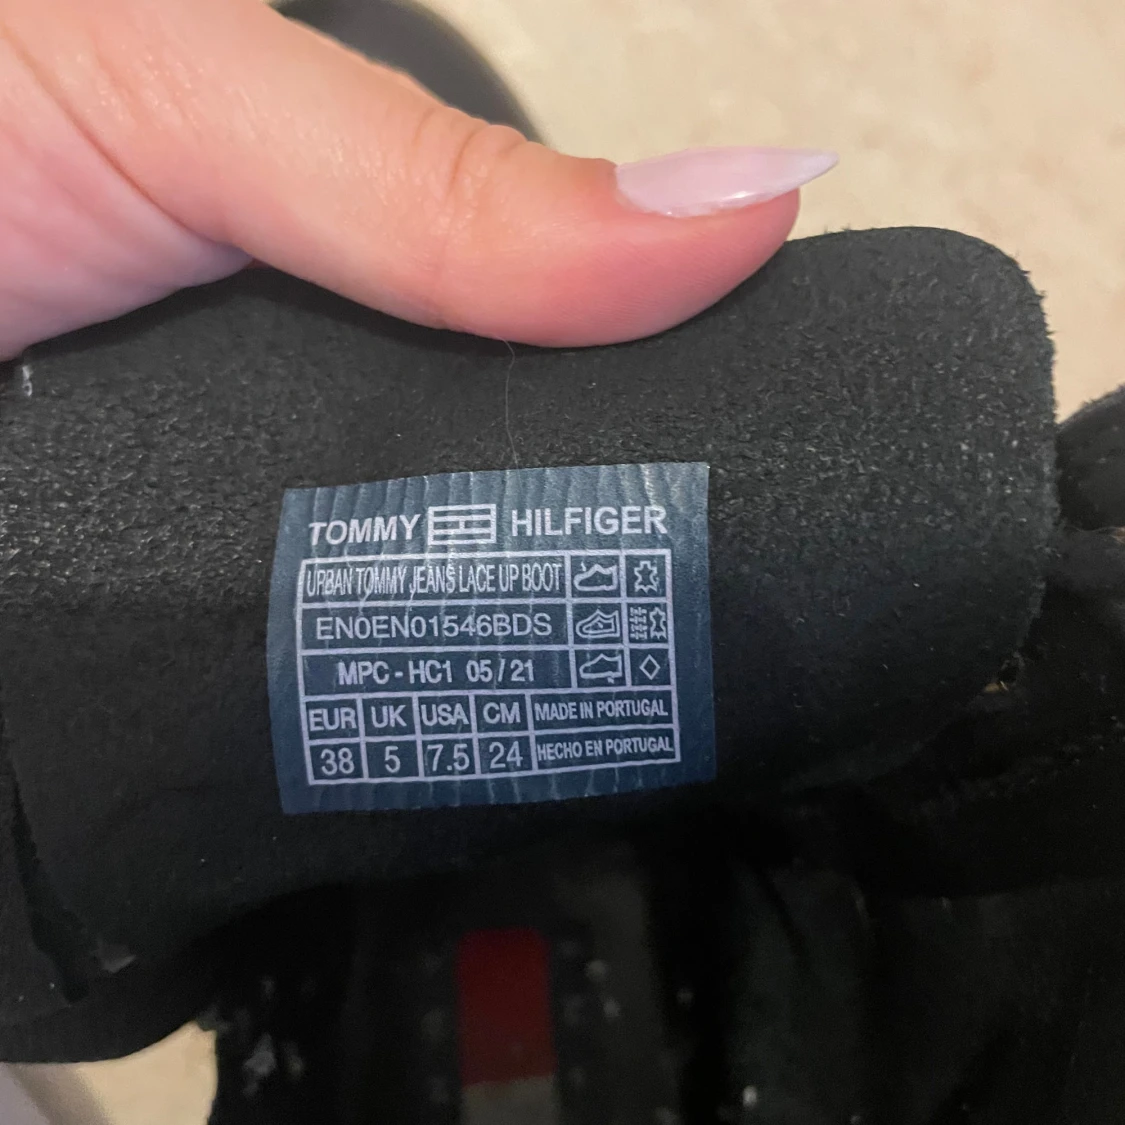 TOMMY HILFIGER
URBAN TOMMY JEANS LACE UP BOOT
EN0EN01546BDS
MPC - HC1 05 / 21
EUR UK USA CM MADE IN PORTUGAL
38 5 7.5 24 HECHO EN PORTUGAL